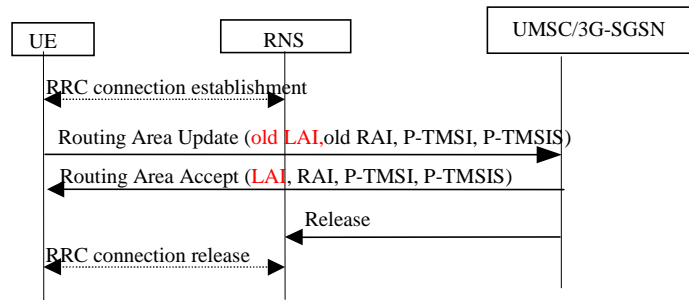 UE
RNS
UMSC/3G-SGSN
RRC connection establishment
Routing Area Update (old LAI,old RAI, P-TMSI, P-TMSIS)
Routing Area Accept (LAI, RAI, P-TMSI, P-TMSIS)
Release
RRC connection release